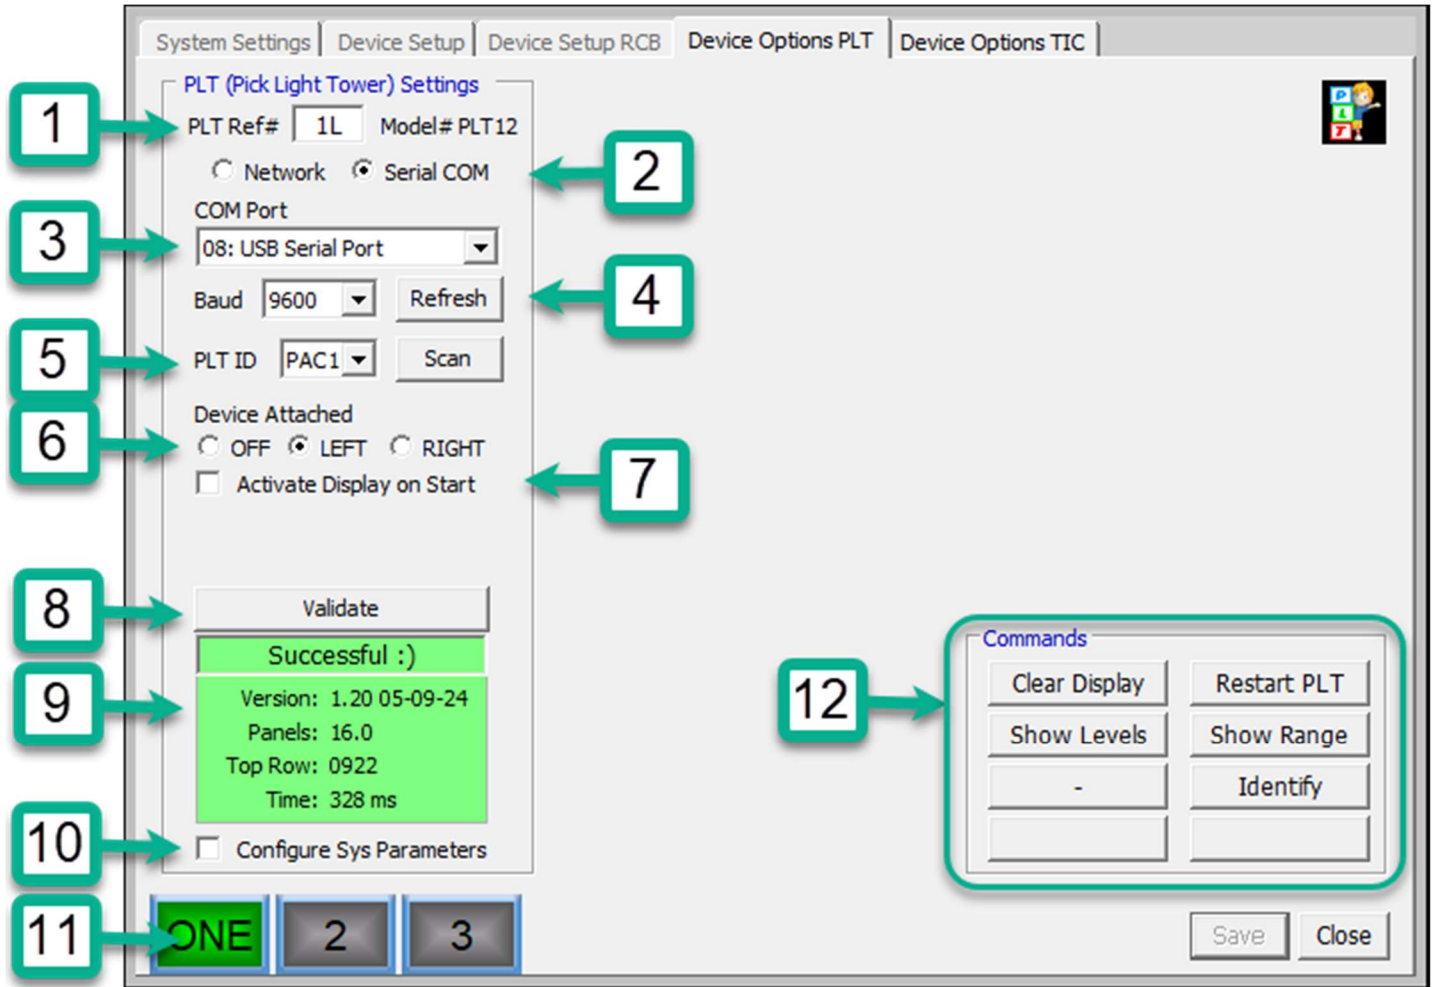 System Settings Device Setup Device Setup RCB Device Options PLT Device Options TIC
PLT (Pick Light Tower) Settings
1
PLT Ref# 1L Model# PLT12
P
L
T
Network Serial COM
2
COM Port
3
08: USB Serial Port
Baud 9600 Refresh
4
5
PLT ID PAC1 Scan
Device Attached
6
OFF LEFT RIGHT
Activate Display on Start
7
8
Validate
Successful :)
9
Version: 1.20 05-09-24
Panels: 16.0
Top Row: 0922
Time: 328 ms
10
Configure Sys Parameters
11
ONE 2 3
12
Commands
Clear Display Restart PLT
Show Levels Show Range
- Identify
Save Close